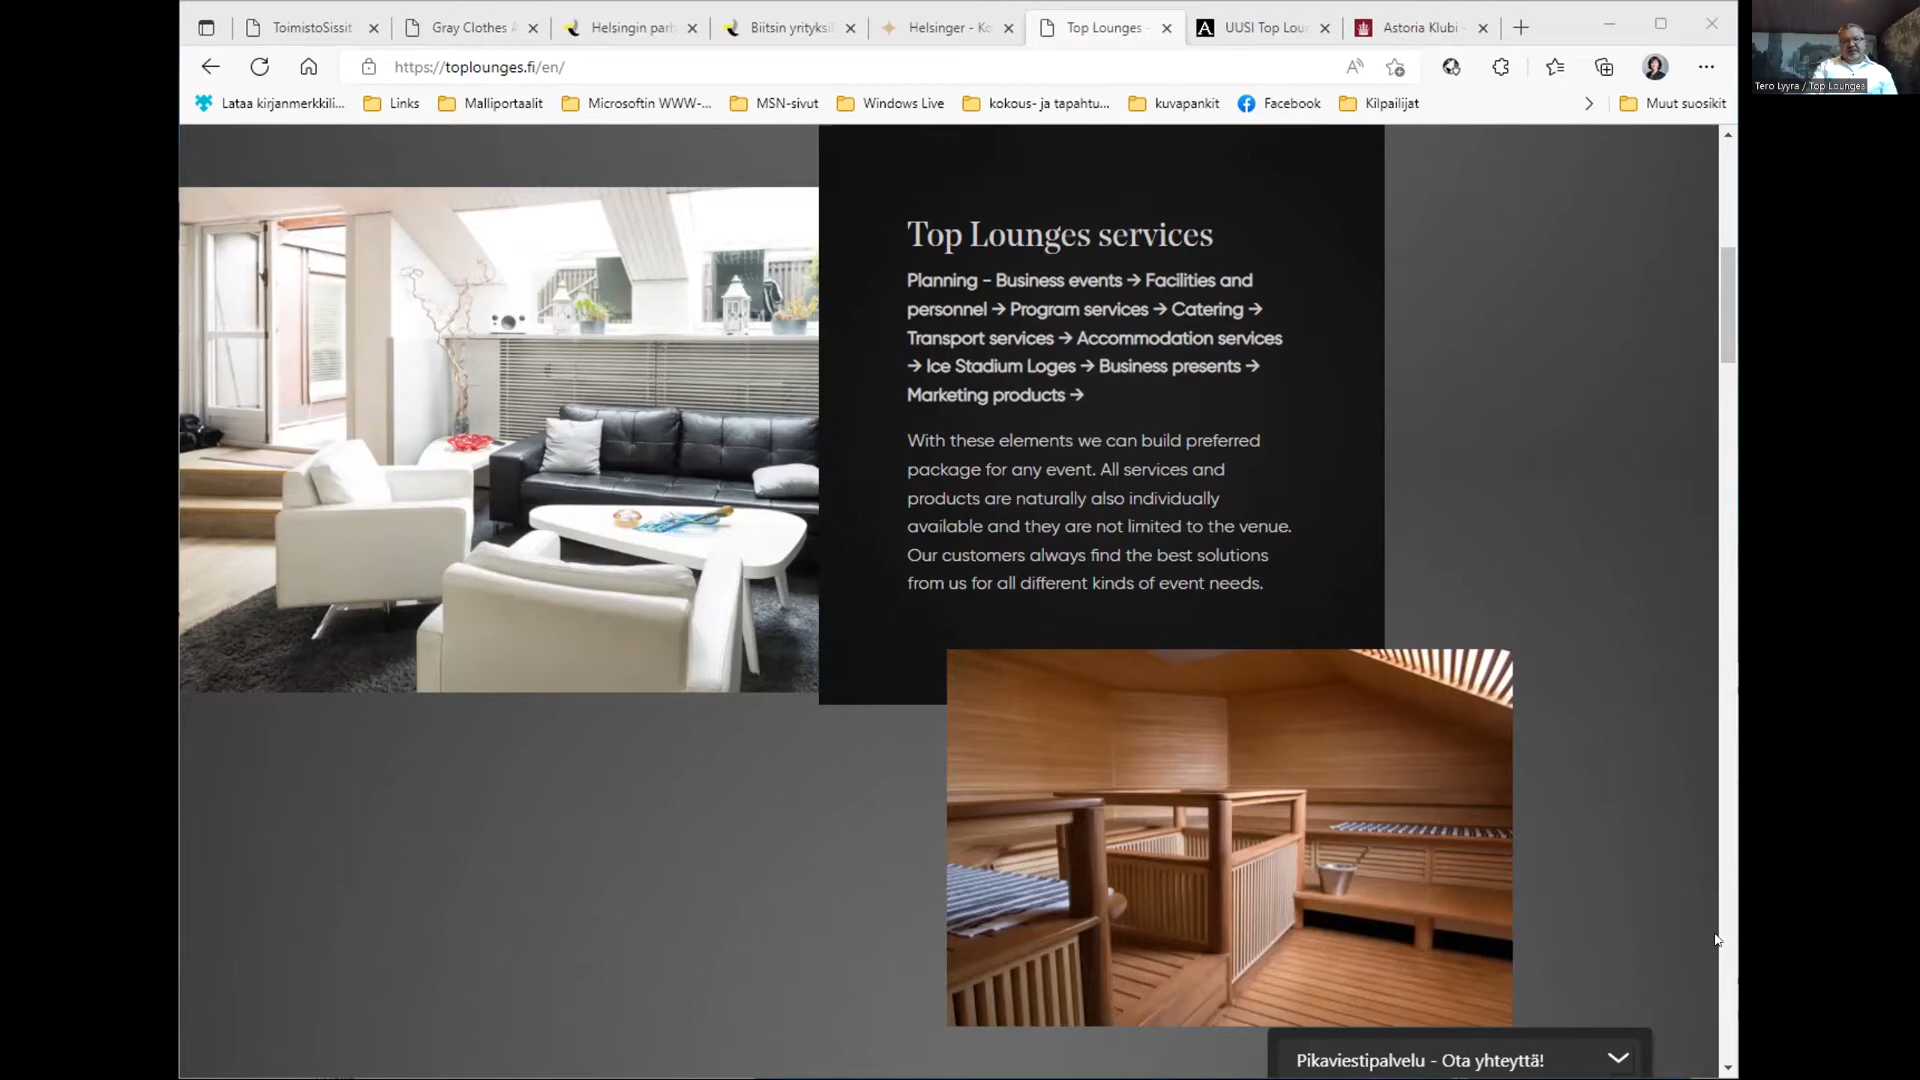 ToimistoSissit
Gray Clothes
Helsingin parh
Biitsin yrityksil
Helsinger - Ko
Top Lounges -
UUSI Top Lou
Astoria Klubi -
https://toplounges.fi/en/
Lataa kirjanmerkkili...
Links
Malliportaalit
Microsoftin WWW-...
MSN-sivut
Windows Live
kokous- ja tapahtu...
kuvapankit
Facebook
Kilpailijat
Muut suosikit
Tero Lyyra / Top Lounges
Top Lounges services
Planning - Business events → Facilities and
personnel → Program services → Catering →
Transport services → Accommodation services
→ Ice Stadium Loges → Business presents →
Marketing products →
With these elements we can build preferred
package for any event. All services and
products are naturally also individually
available and they are not limited to the venue.
Our customers always find the best solutions
from us for all different kinds of event needs.
Pikaviestipalvelu - Ota yhteyttä!